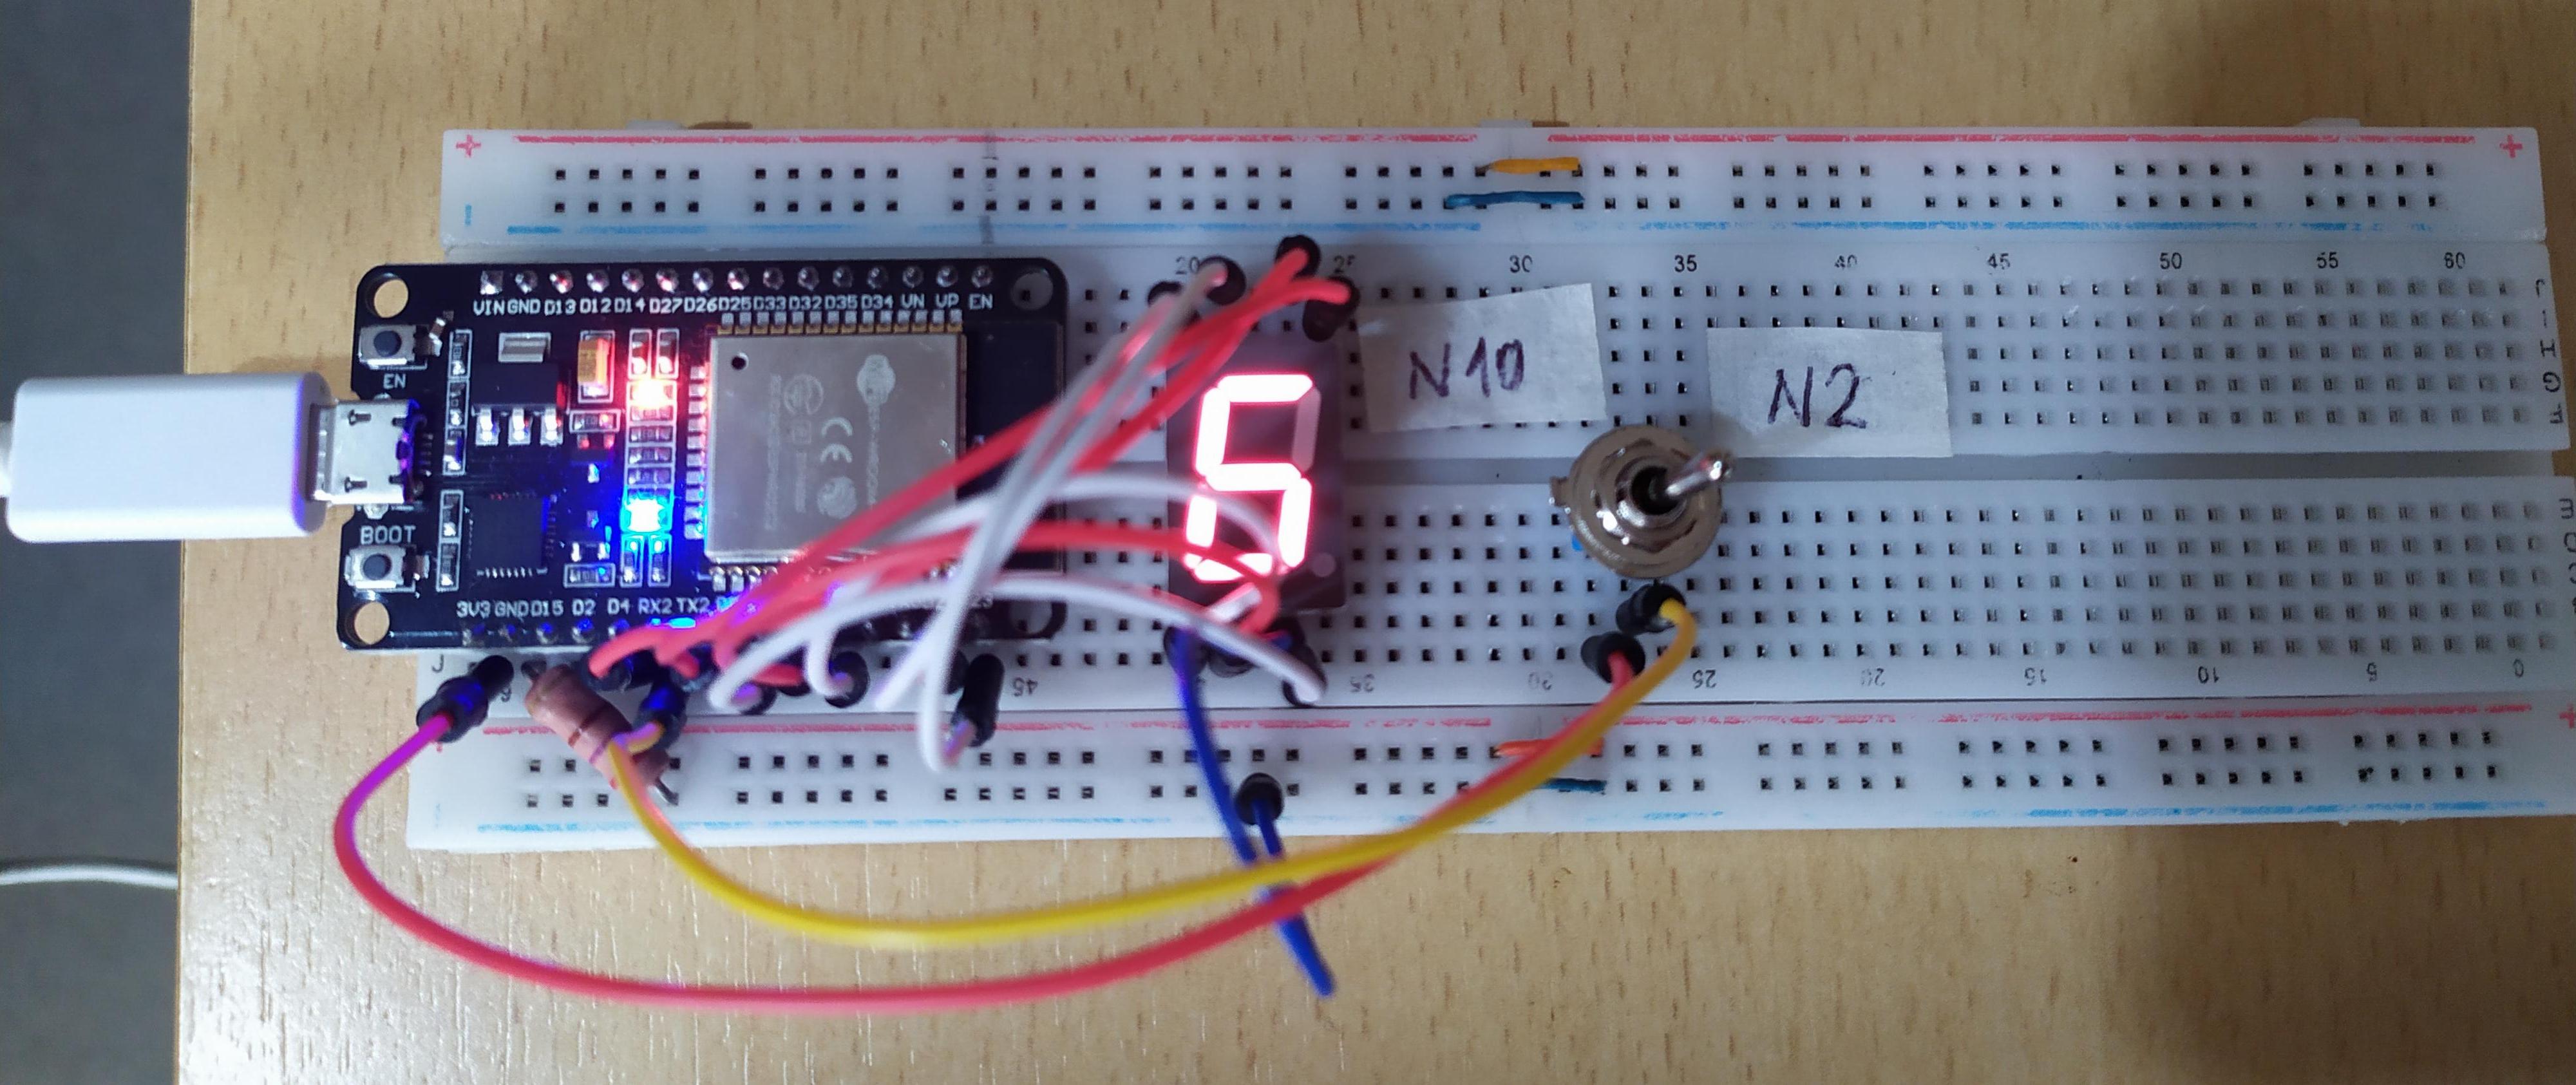 + +
20 25 30 35 40 45 50 55 60
VIN GND D13 D12 D14 D27 D26 D25 D33 D32 D35 D34 VN VP EN
J
I
H
G
F
EN
N10
N2
CE
6
BOOT
3V3 GND D15 D2 D4 RX2 TX2
J
45 35 30 25 20 15 10 5 0
+